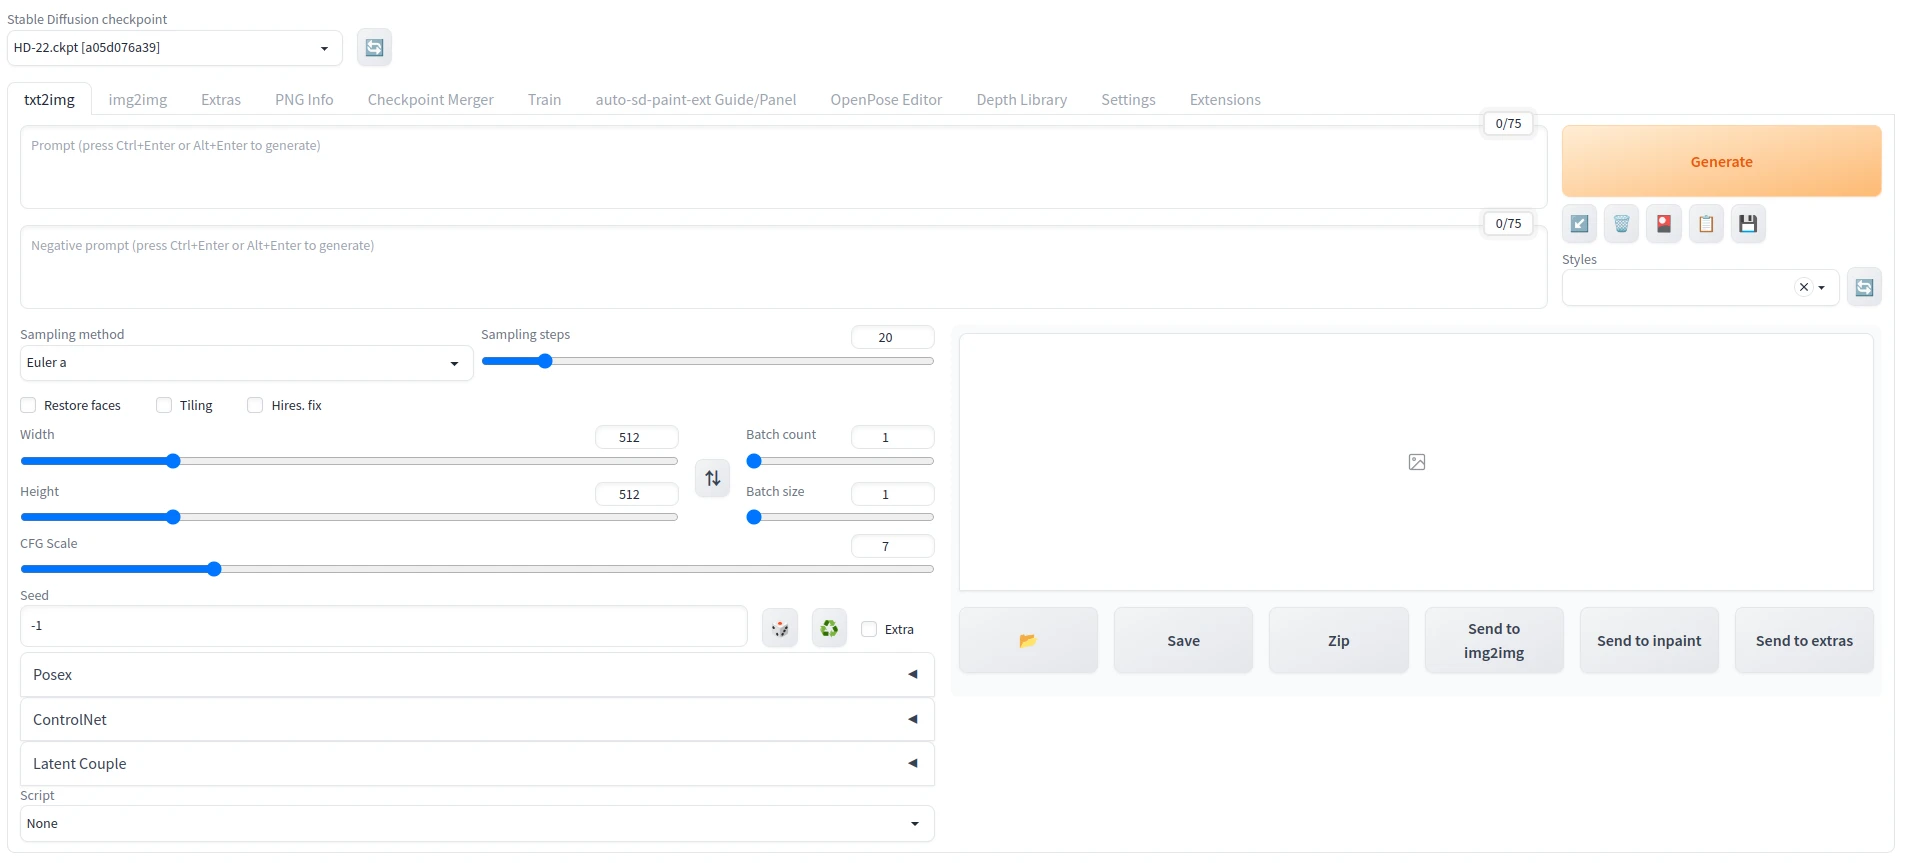 Stable Diffusion checkpoint
HD-22.ckpt [a05d076a39]
txt2img img2img Extras PNG Info Checkpoint Merger Train auto-sd-paint-ext Guide/Panel OpenPose Editor Depth Library Settings Extensions
0/75
Prompt (press Ctrl+Enter or Alt+Enter to generate)
Generate
0/75
Negative prompt (press Ctrl+Enter or Alt+Enter to generate)
Styles
Sampling method
Euler a
Sampling steps
20
Restore faces Tiling Hires. fix
Width
512
Batch count
1
Height
512
Batch size
1
CFG Scale
7
Seed
-1
Extra
Save
Zip
Send to
img2img
Send to inpaint
Send to extras
Posex
ControlNet
Latent Couple
Script
None